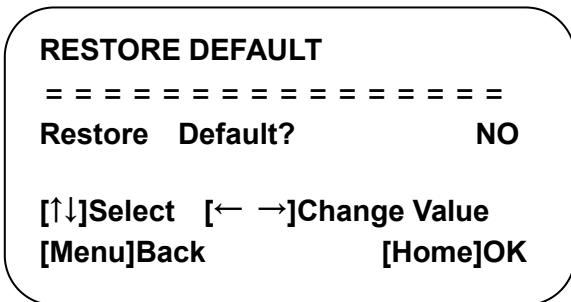 RESTORE DEFAULT
= = = = = = = = = = = = = = = =
Restore Default? NO
[↑↓]Select [← →]Change Value
[Menu]Back [Home]OK